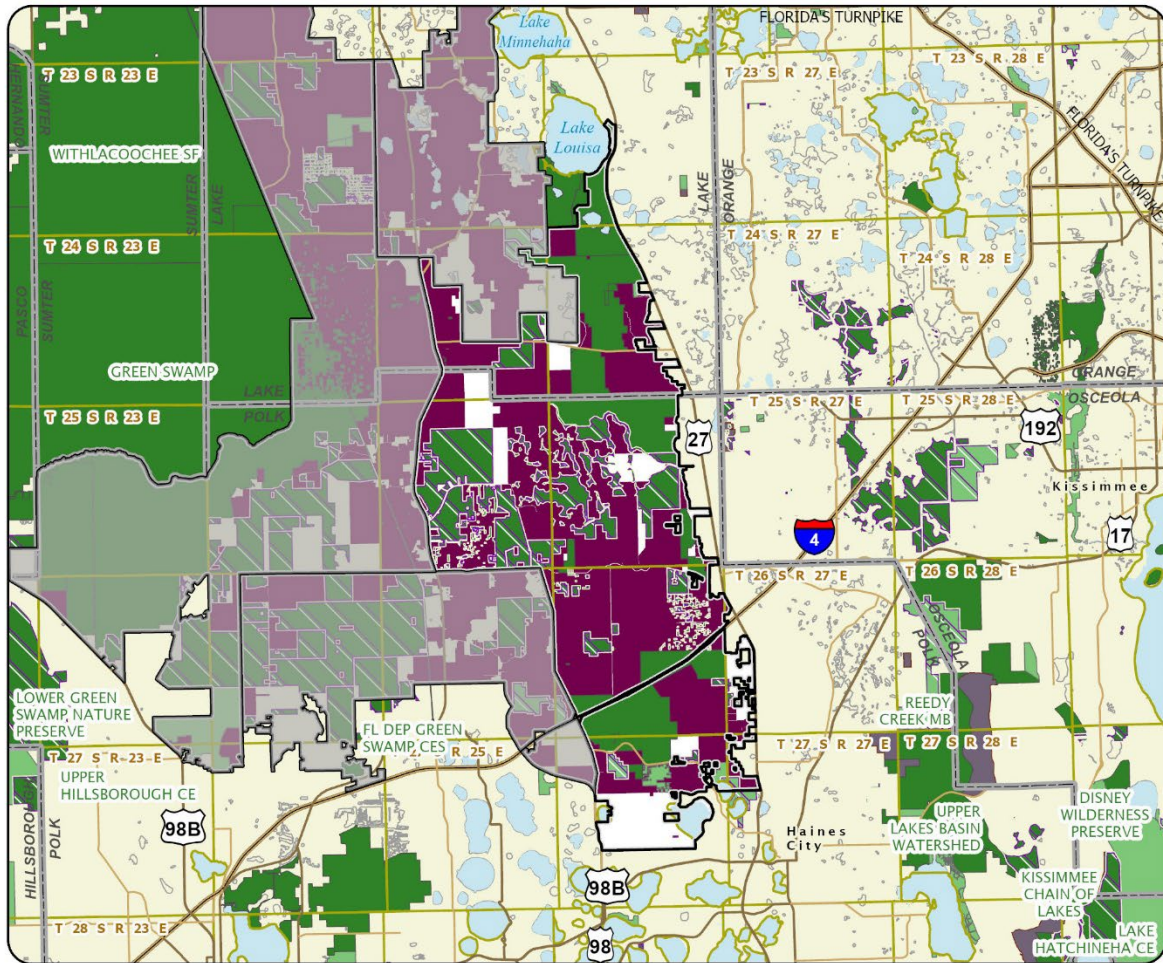 FLORIDA'S TURNPIKE
Lake
Minnehaha
T 23 S R 23 E
T 23 S R 27 E
T 23 S R 28 E
HERNANDO
SUMTER
FLORIDA'S TURNPIKE
Lake
Louisa
WITHLACOOCHEE SF
SUMTER
LAKE
LAKE
ORANGE
T 24 S R 23 E
T 24 S R 27 E
T 24 S R 28 E
PASCO
SUMTER
GREEN SWAMP
LAKE
POLK
ORANGE
OSCEOLA
T 25 S R 23 E
T 25 S R 27 E
T 25 S R 28 E
27
192
Kissimmee
4
17
T 26 S R 27 E
T 26 S R 28 E
OSCEOLA
POLK
LOWER GREEN
SWAMP NATURE
PRESERVE
FL DEP GREEN
SWAMP CES
REEDY
CREEK MB
T 27 S R 23 E
R 25 E
T 27 S R 27 E
T 27 S R 28 E
UPPER
HILLSBOROUGH CE
HILLSBOROUGH
POLK
98B
Haines
City
UPPER
LAKES BASIN
WATERSHED
DISNEY
WILDERNESS
PRESERVE
98B
KISSIMMEE
CHAIN OF
LAKES
T 28 S R 23 E
98
LAKE
HATCHINEHA CE